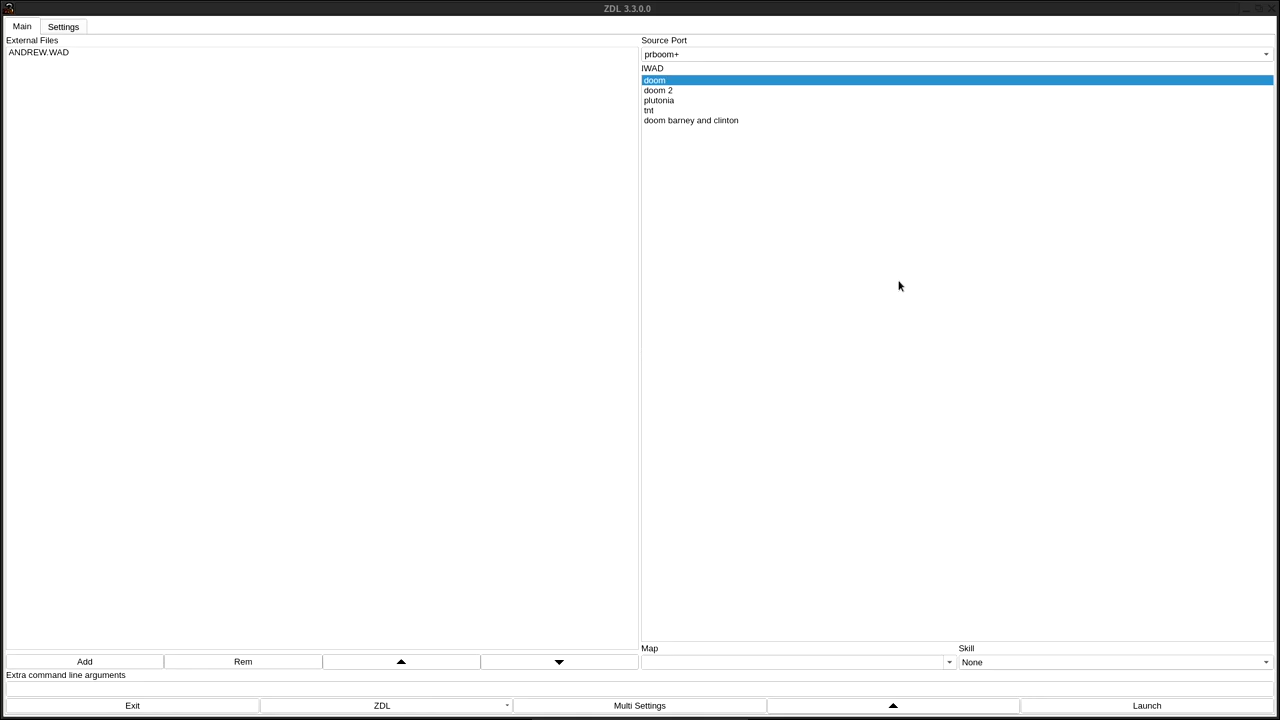 ZDL 3.3.0.0
Main Settings
External Files
ANDREW.WAD
Source Port
prboom+
IWAD
doom
doom 2
plutonia
tnt
doom barney and clinton
Add Rem
Map Skill
None
Extra command line arguments
Exit ZDL Multi Settings Launch